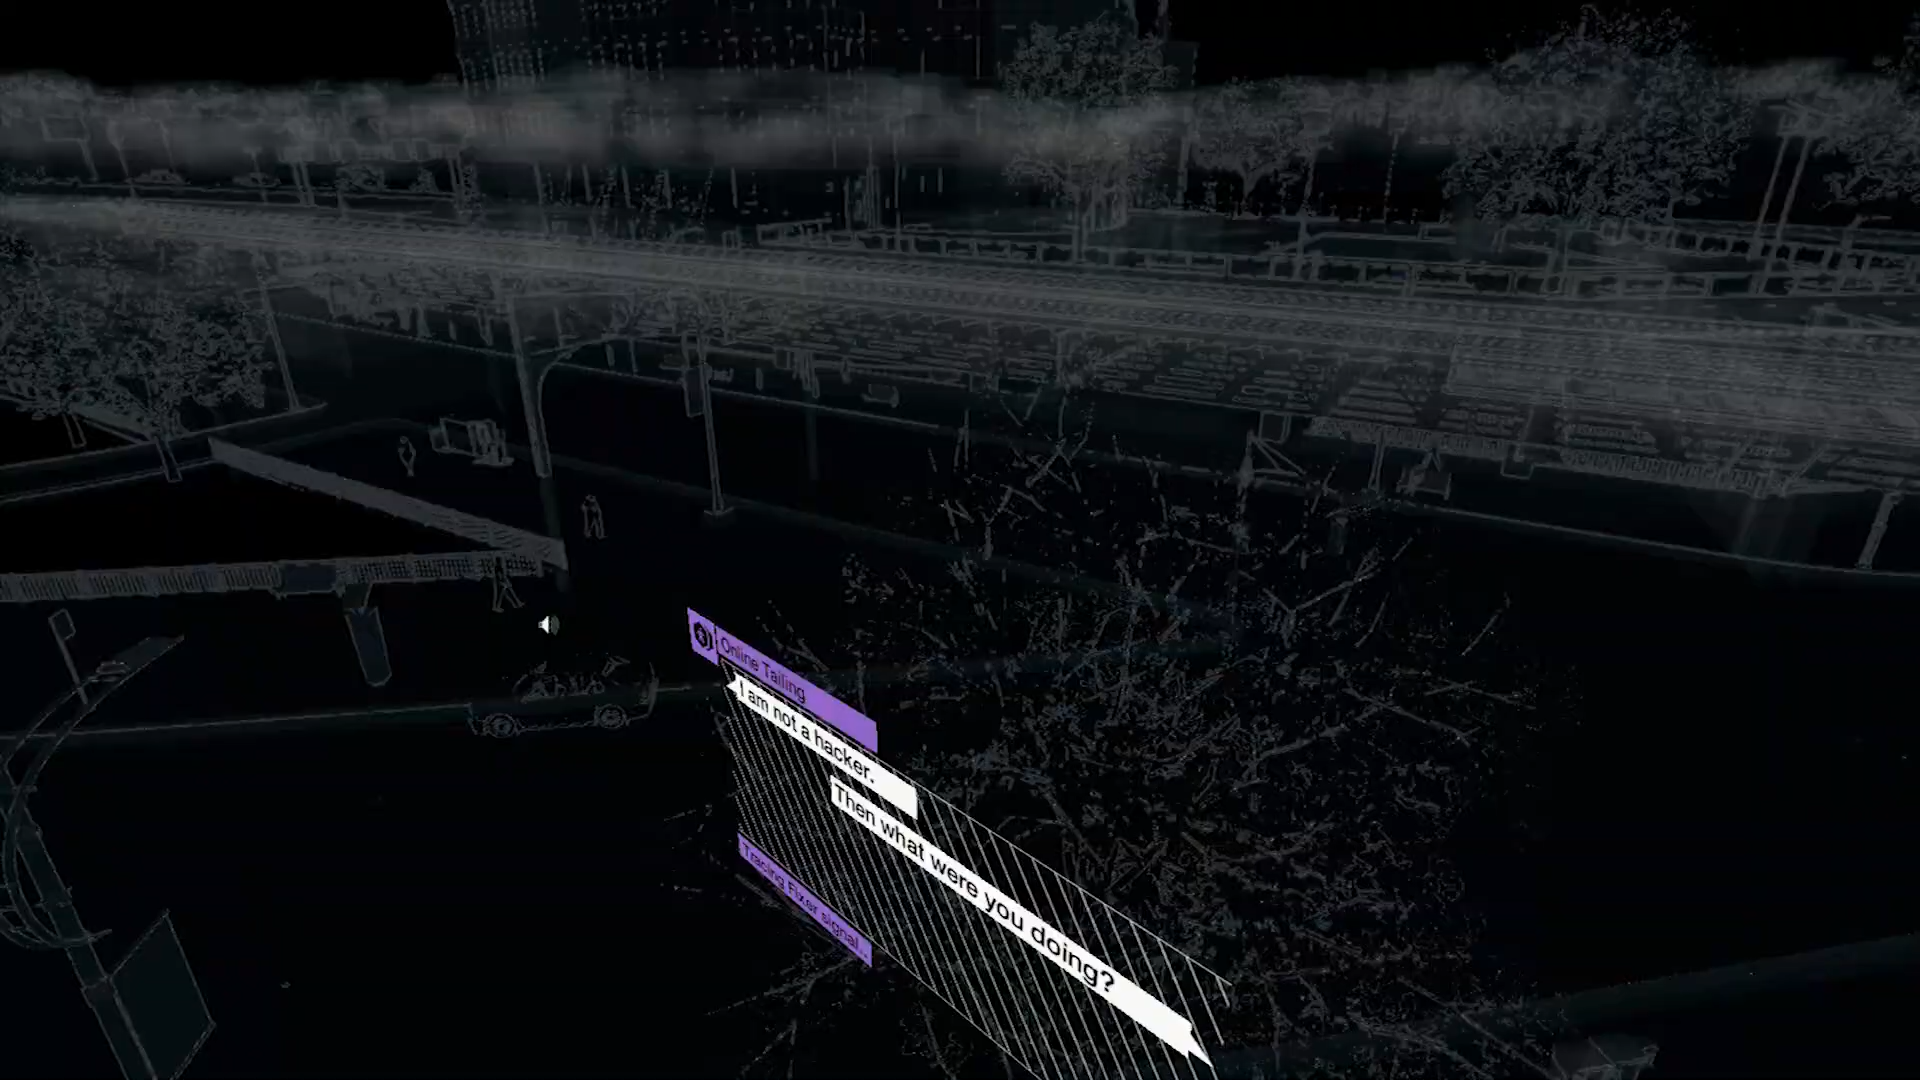 Online Tailing
I am not a hacker.
Then what were you doing?
Tracing Fixer signal...